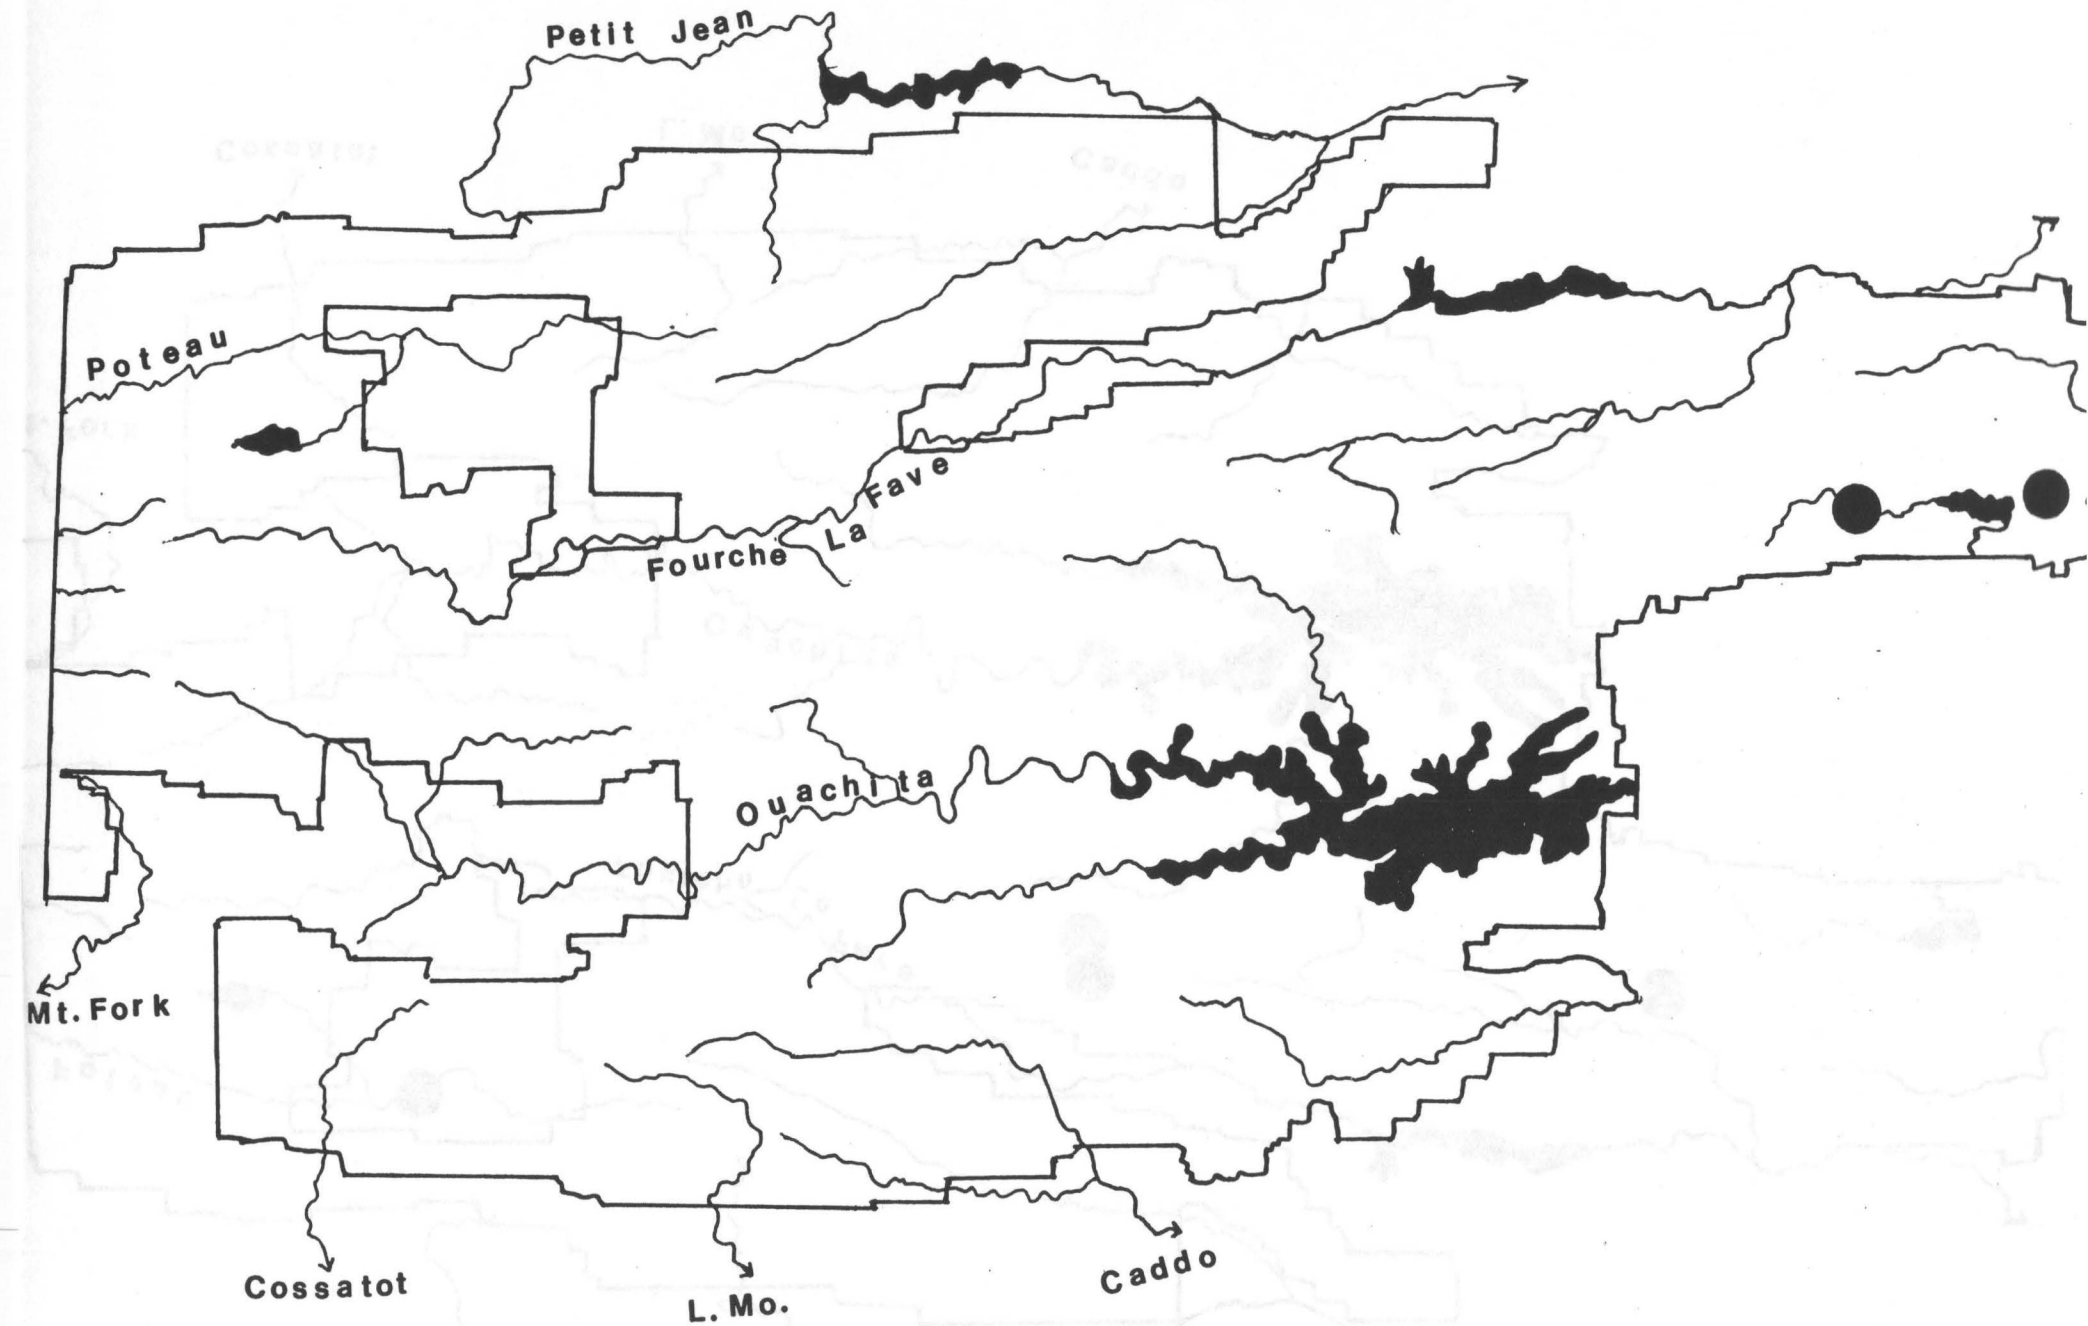 Petit Jean
Poteau
Fourche La Fave
Ouachita
Mt. Fork
Cossatot
L. Mo.
Caddo